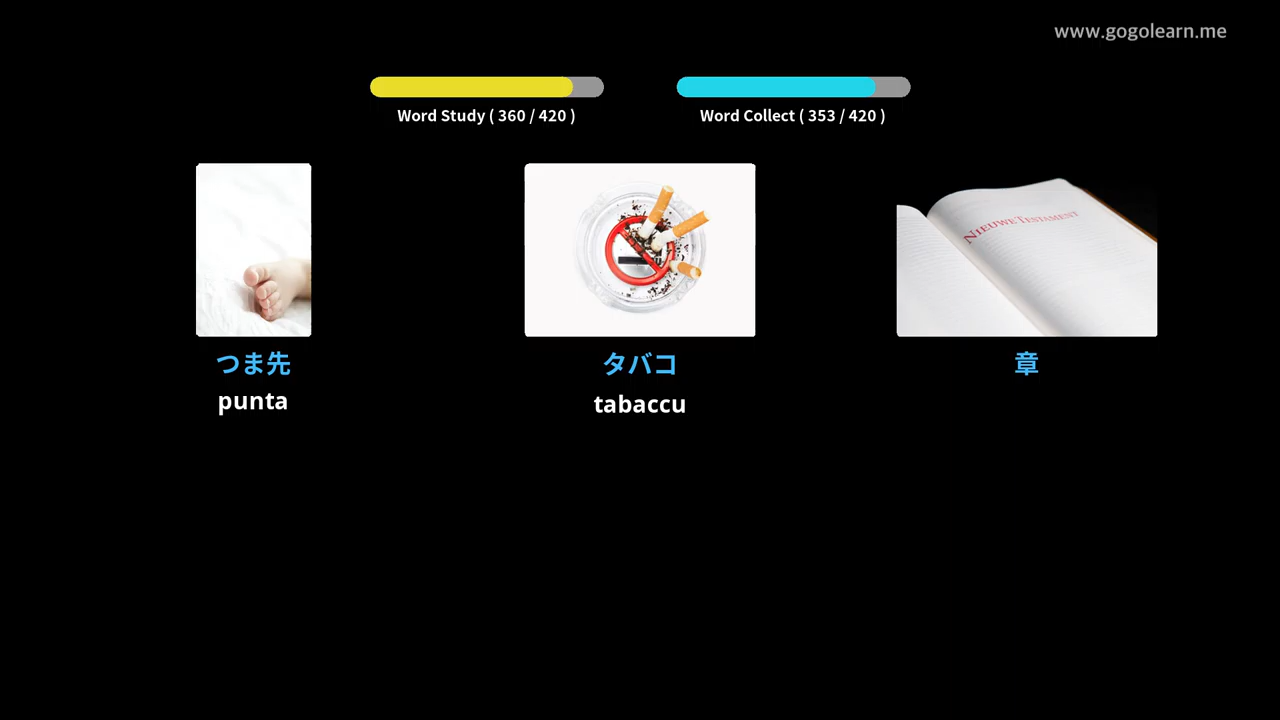 www.gogolearn.me
Word Study ( 360 / 420 )
Word Collect ( 353 / 420 )
NIEUWE TESTAMENT
つま先
タバコ
章
punta
tabaccu